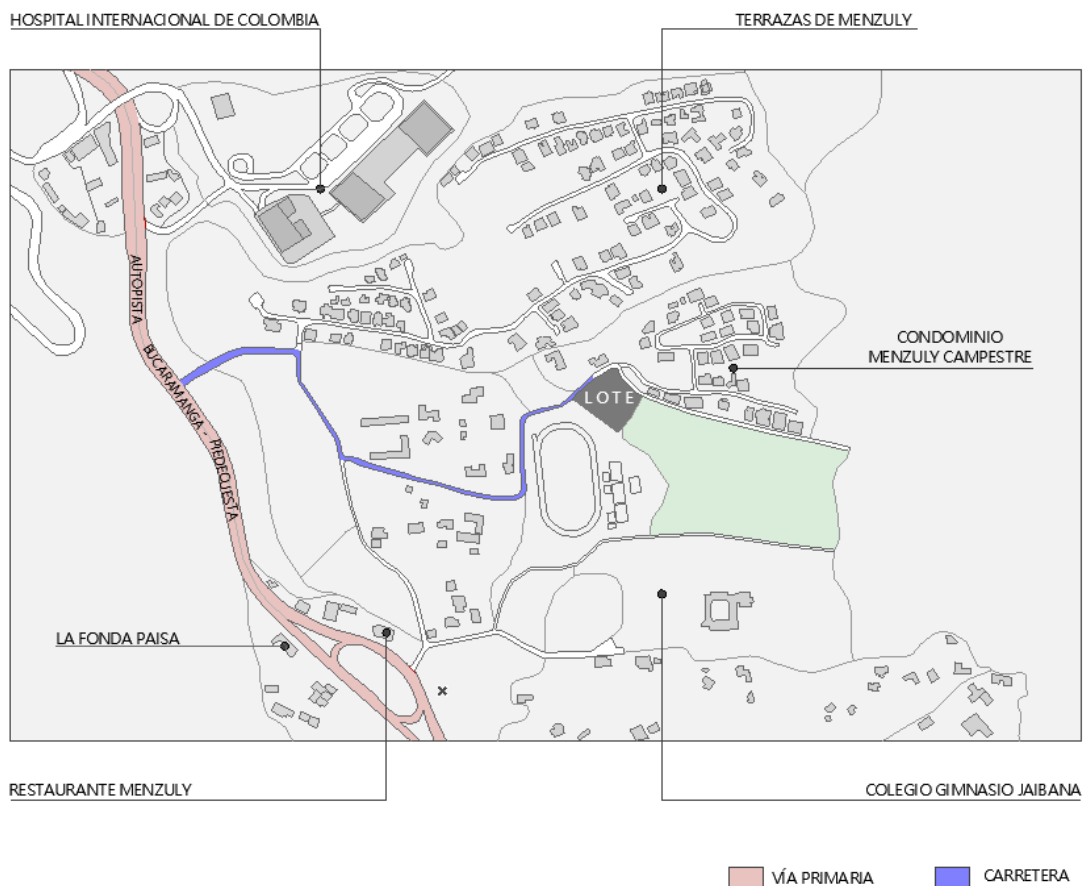 HOSPITAL INTERNACIONAL DE COLOMBIA
TERRAZAS DE MENZULY
AUTOPISTA
BUCARAMANGA - PIEDEQUESTA
CONDOMINIO
MENZULY CAMPESTRE
LOTE
LA FONDA PAISA
RESTAURANTE MENZULY
COLEGIO GIMNASIO JAIBANA
VÍA PRIMARIA
CARRETERA